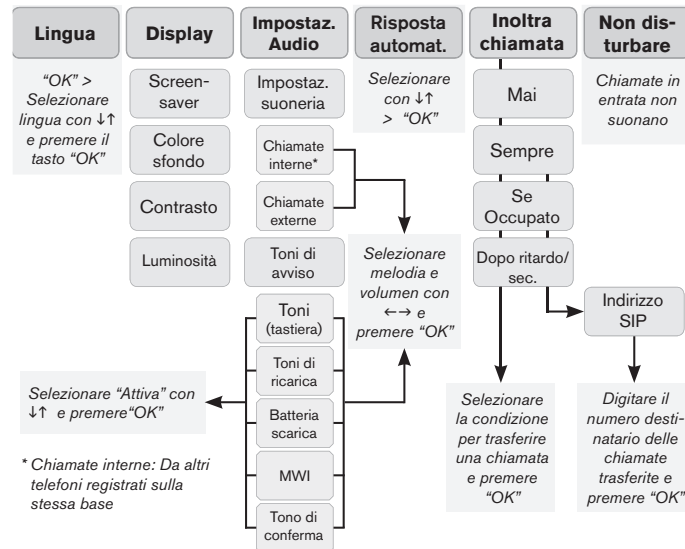 Lingua
"OK" >
Selezionare
lingua con ↓↑
e premere il
tasto "OK"
Display
Screen-
saver
Colore
sfondo
Contrasto
Luminosità
Impostaz.
Audio
Impostaz.
suoneria
Chiamate
interne*
Chiamate
externe
Toni di
avviso
Toni
(tastiera)
Toni di
ricarica
Batteria
scarica
MWI
Tono di
conferma
Risposta
automat.
Selezionare
con ↓↑
> "OK"
Selezionare
melodia e
volumen con
←→ e
premere "OK"
Inoltra
chiamata
Mai
Sempre
Se
Occupato
Dopo ritardo/
sec.
Selezionare
la condizione
per trasferire
una chiamata
e premere
"OK"
Non dis-
turbare
Chiamate in
entrata non
suonano
Indirizzo
SIP
Digitare il
numero desti-
natario delle
chiamate
trasferite e
premere "OK"
Selezionare "Attiva" con
↓↑ e premere"OK"
* Chiamate interne: Da altri
telefoni registrati sulla
stessa base